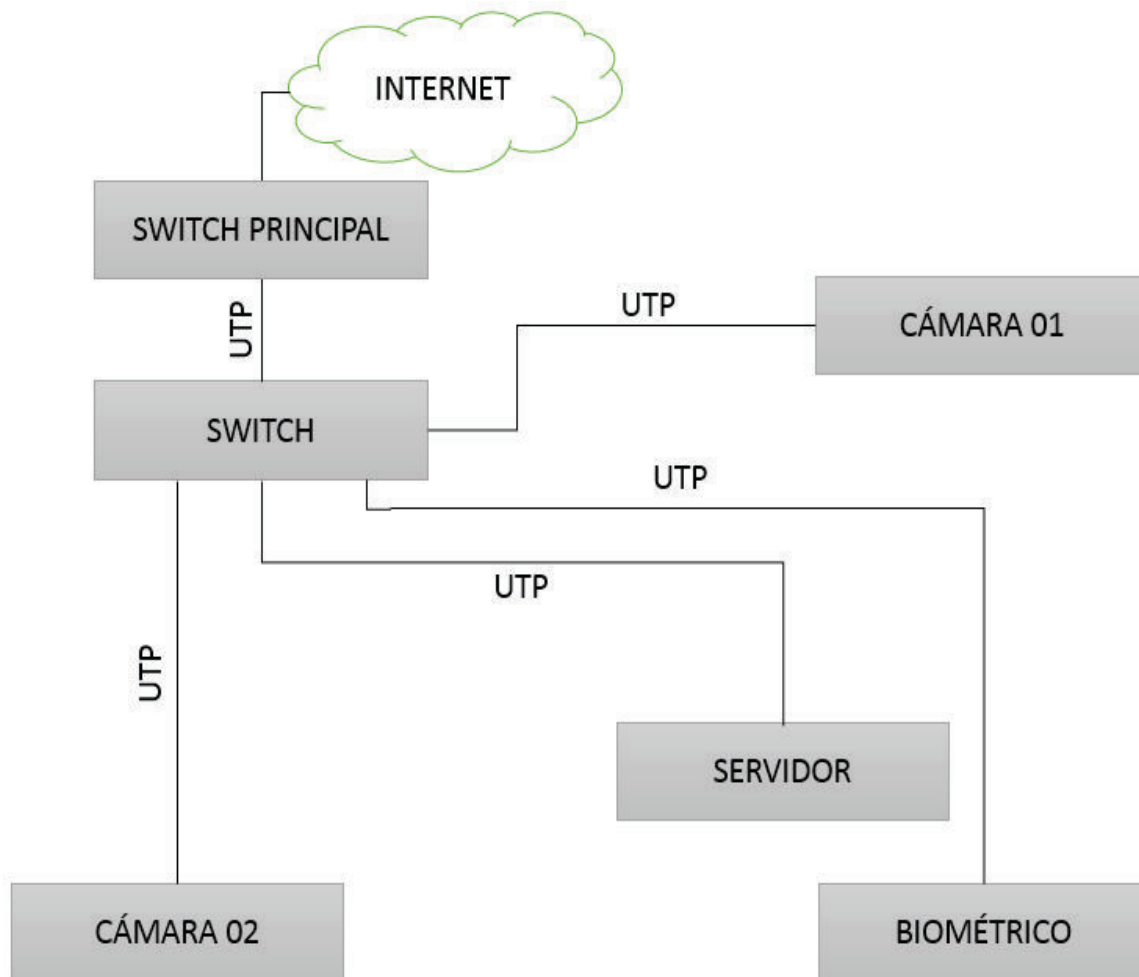 INTERNET
SWITCH PRINCIPAL
UTP
UTP
CÁMARA 01
SWITCH
UTP
UTP
UTP
SERVIDOR
CÁMARA 02
BIOMÉTRICO